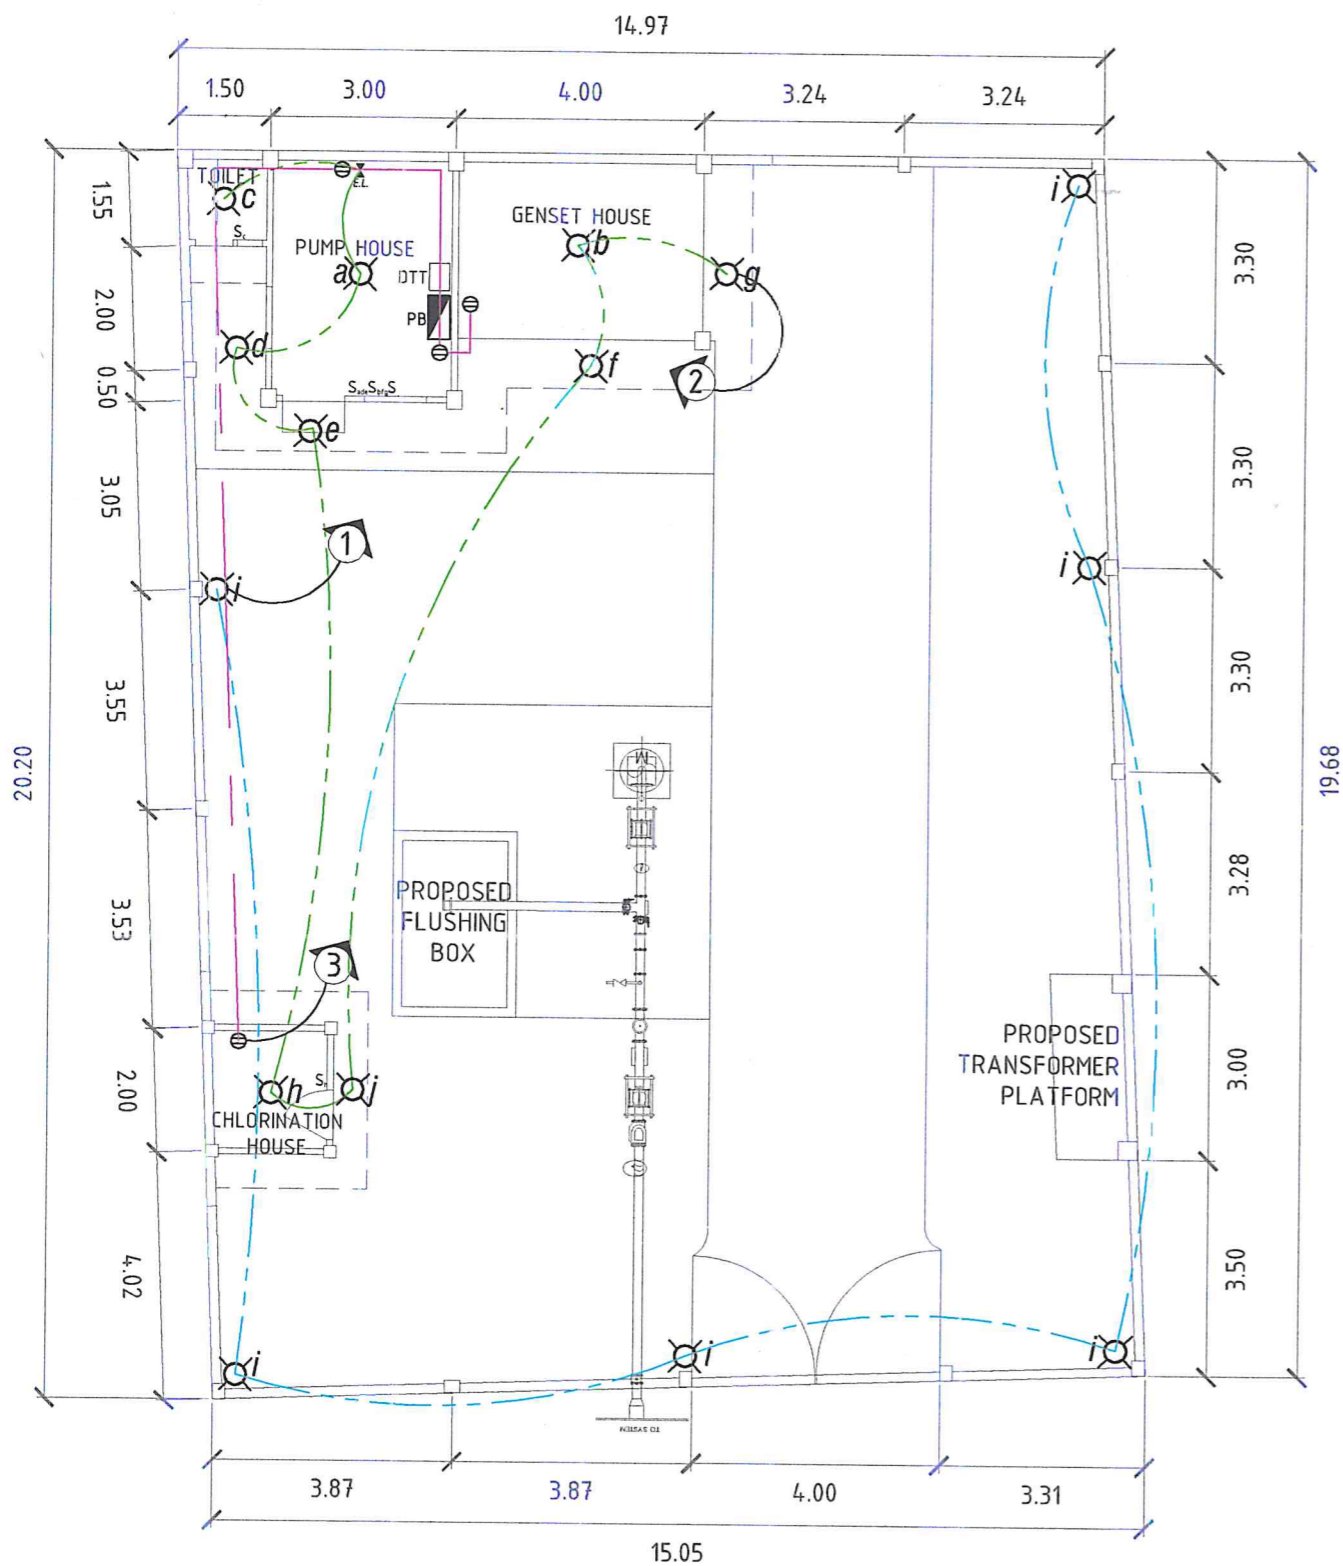 14.97
1.50 3.00 4.00 3.24 3.24
TOILET
c
E.L.
i
1.55
GENSET HOUSE
b
PUMP HOUSE
a
DTT
g
3.30
2.00
PB
d
f
2
0.50
e
3.05
3.30
1
i
i
3.55
3.30
20.20
19.68
M
PROPOSED
FLUSHING
BOX
3.28
3.53
3
PROPOSED
TRANSFORMER
PLATFORM
3.00
2.00
h
j
CHLORINATION
HOUSE
4.02
3.50
i
i
i
TO SYSTEM
3.87 3.87 4.00 3.31
15.05